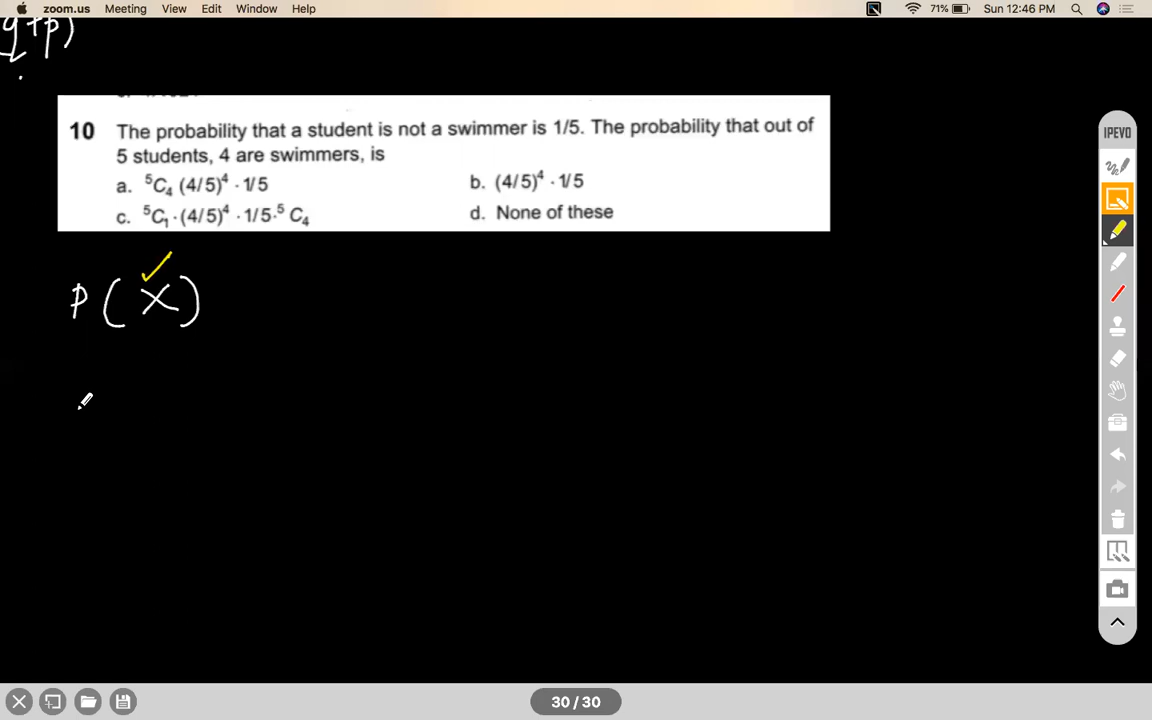 zoom.us Meeting View Edit Window Help 71% Sun 12:46 PM
q+p)
10 The probability that a student is not a swimmer is 1/5. The probability that out of
5 students, 4 are swimmers, is
a. ⁵C₄ (4/5)⁴ · 1/5 b. (4/5)⁴ · 1/5
c. ⁵C₁ · (4/5)⁴ · 1/5 · ⁵C₄ d. None of these
P(X)
IPEVO
30 / 30